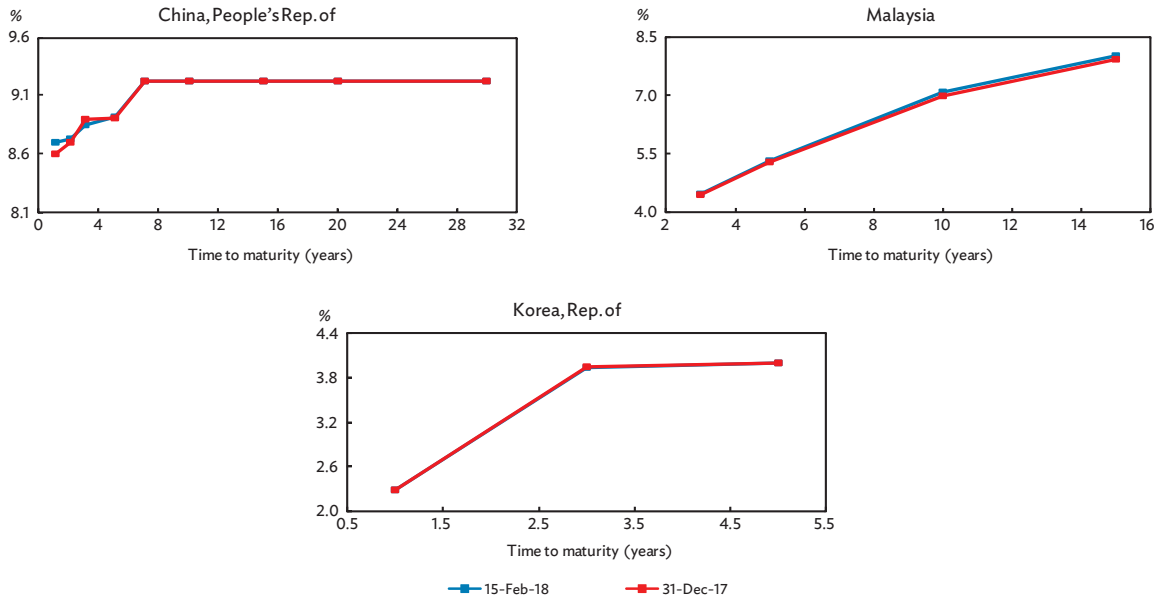 China, People's Rep. of
%
9.6
9.1
8.6
8.1
0 4 8 12 16 20 24 28 32
Time to maturity (years)
Malaysia
%
8.5
7.0
5.5
4.0
2 4 6 8 10 12 14 16
Time to maturity (years)
Korea, Rep. of
%
4.4
3.8
3.2
2.6
2.0
0.5 1.5 2.5 3.5 4.5 5.5
Time to maturity (years)
15-Feb-18 31-Dec-17